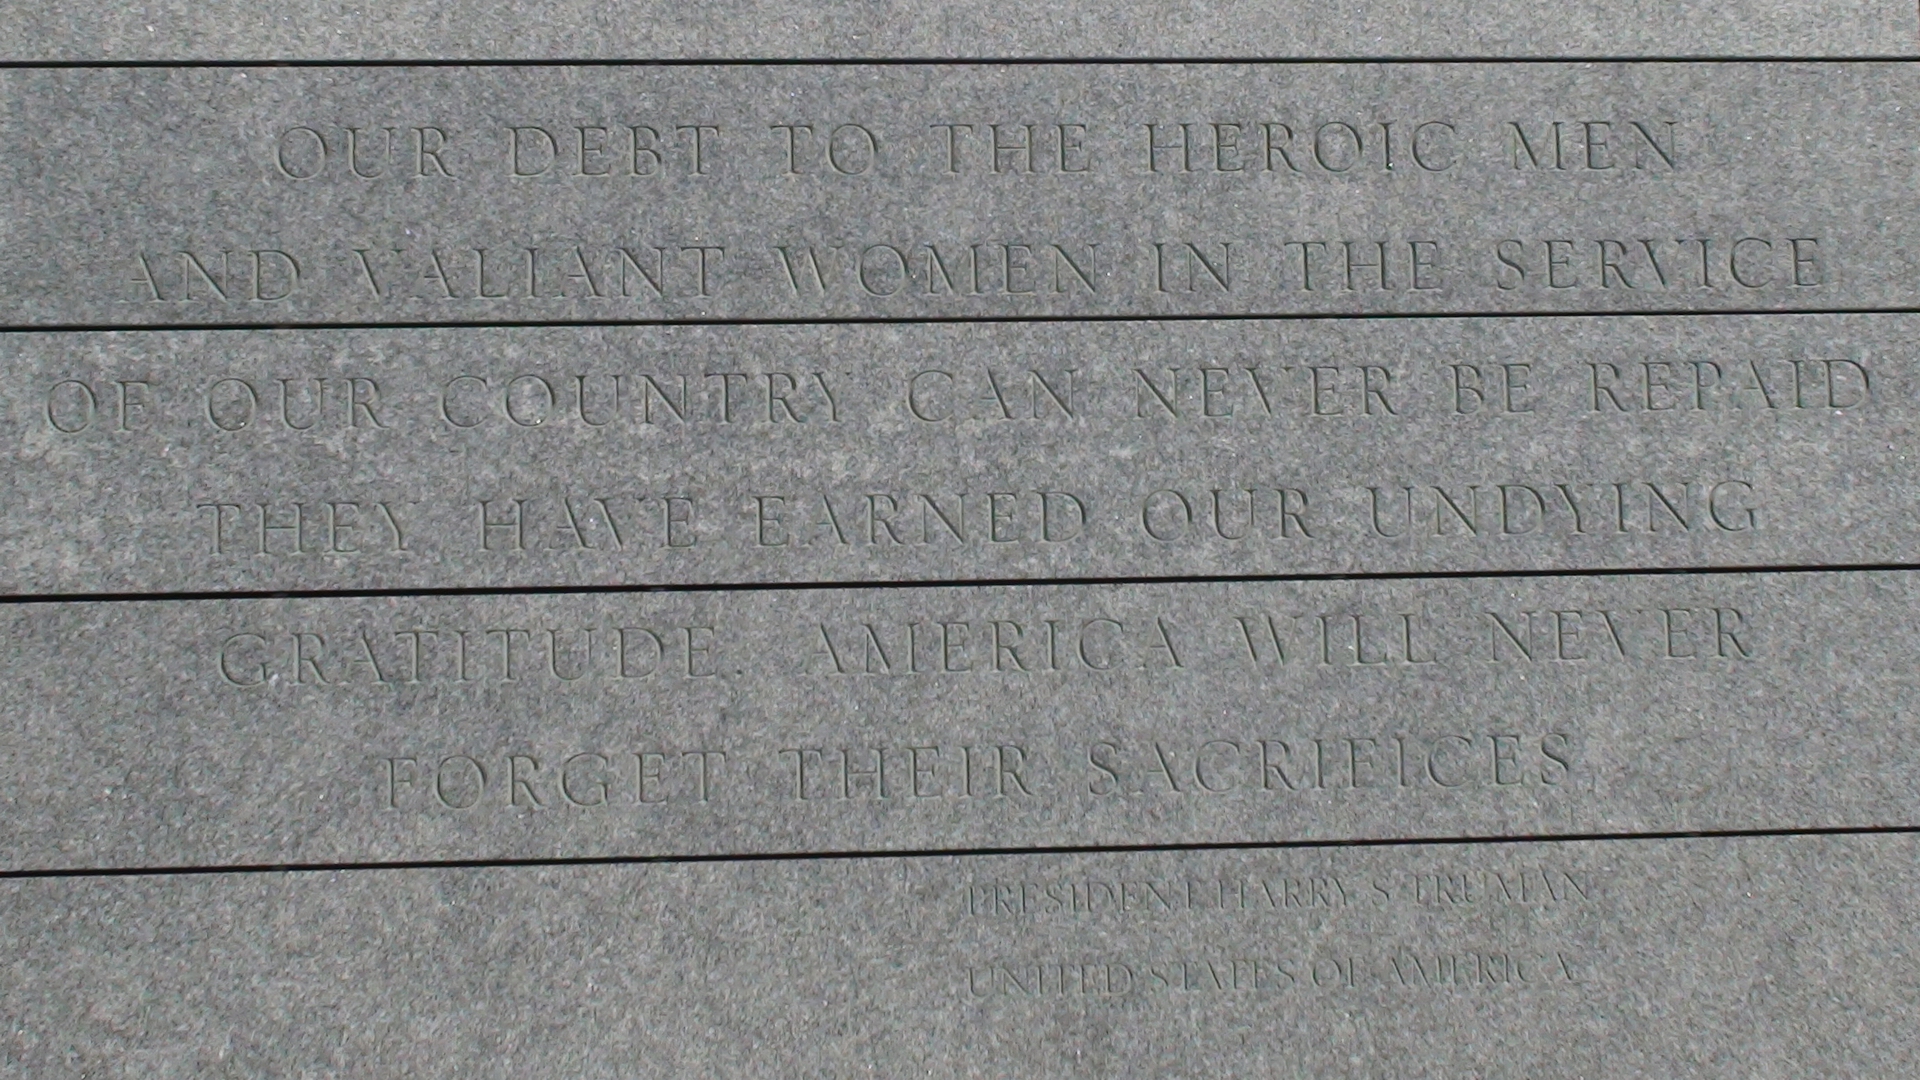 OUR DEBT TO THE HEROIC MEN
AND VALIANT WOMEN IN THE SERVICE
OF OUR COUNTRY CAN NEVER BE REPAID
THEY HAVE EARNED OUR UNDYING
GRATITUDE. AMERICA WILL NEVER
FORGET THEIR SACRIFICES
PRESIDENT HARRY S TRUMAN
UNITED STATES OF AMERICA